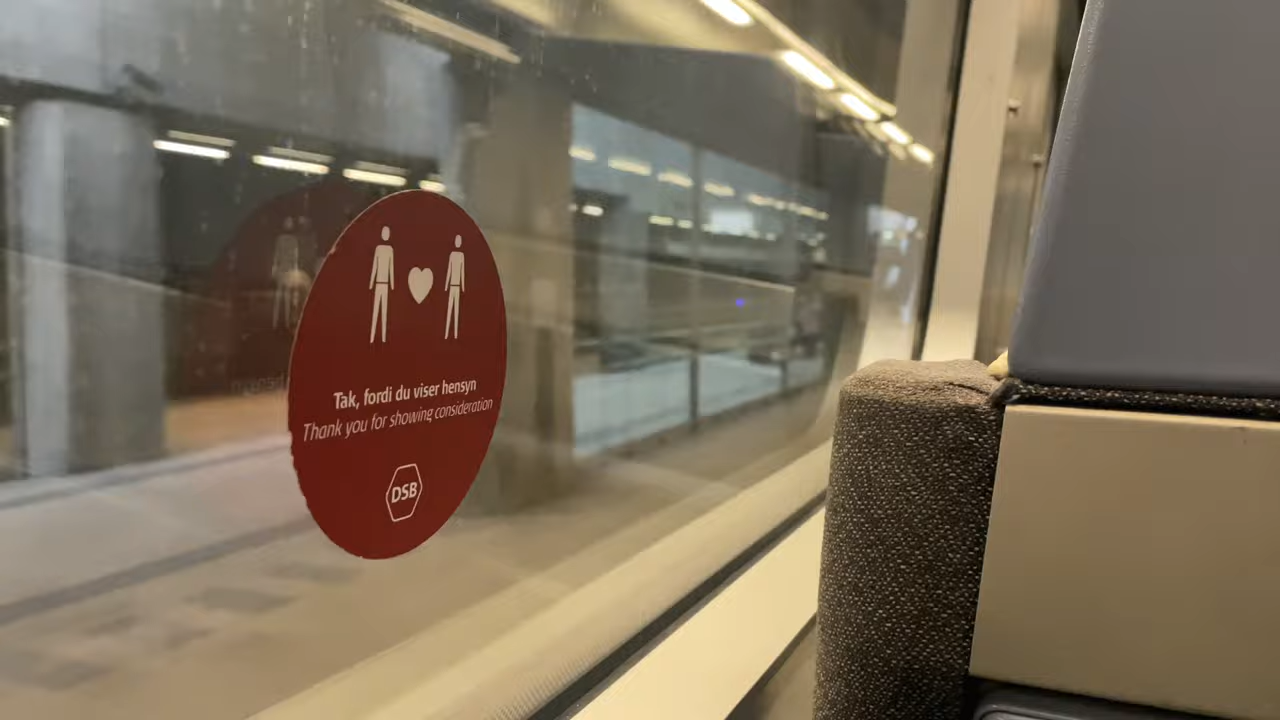 Tak, fordi du viser hensyn
Thank you for showing consideration
DSB